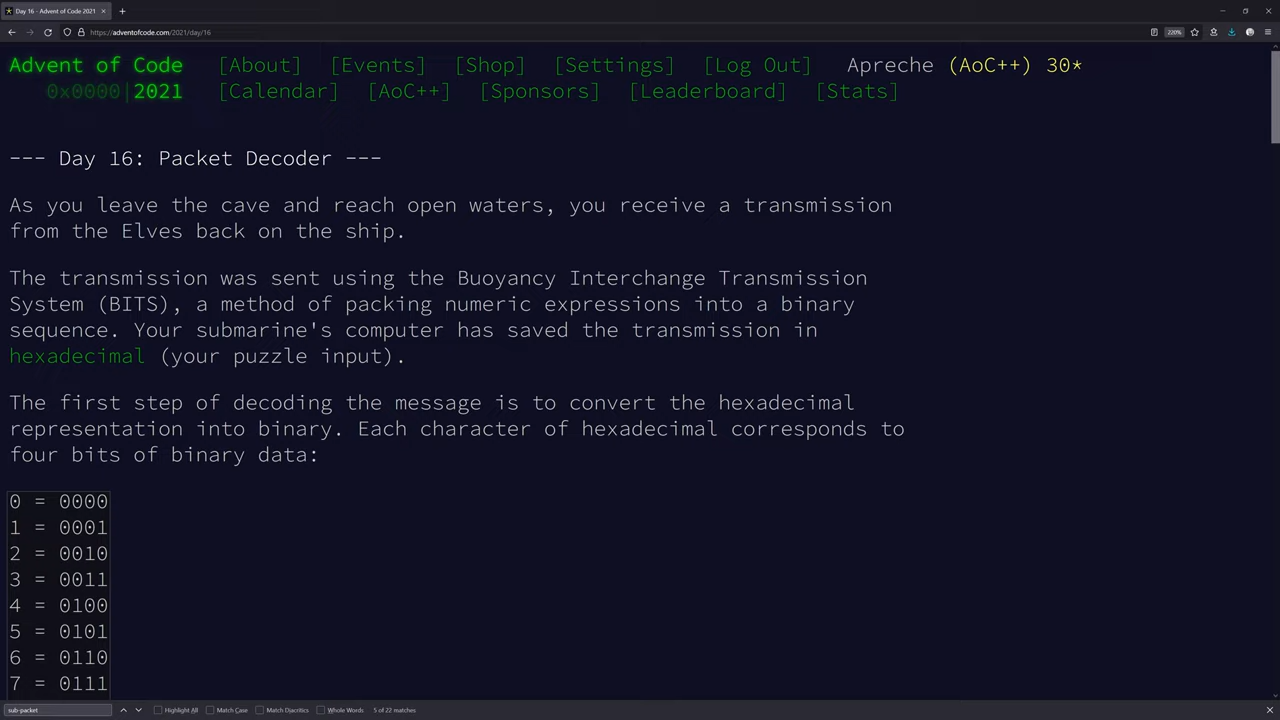 Day 16 - Advent of Code 2021
https://adventofcode.com/2021/day/16
220%
Advent of Code [About] [Events] [Shop] [Settings] [Log Out] Apreche (AoC++) 30*
0x0000|2021 [Calendar] [AoC++] [Sponsors] [Leaderboard] [Stats]
--- Day 16: Packet Decoder ---
As you leave the cave and reach open waters, you receive a transmission
from the Elves back on the ship.
The transmission was sent using the Buoyancy Interchange Transmission
System (BITS), a method of packing numeric expressions into a binary
sequence. Your submarine's computer has saved the transmission in
hexadecimal (your puzzle input).
The first step of decoding the message is to convert the hexadecimal
representation into binary. Each character of hexadecimal corresponds to
four bits of binary data:
0 = 0000
1 = 0001
2 = 0010
3 = 0011
4 = 0100
5 = 0101
6 = 0110
7 = 0111
sub-packet Highlight All Match Case Match Diacritics Whole Words 5 of 22 matches